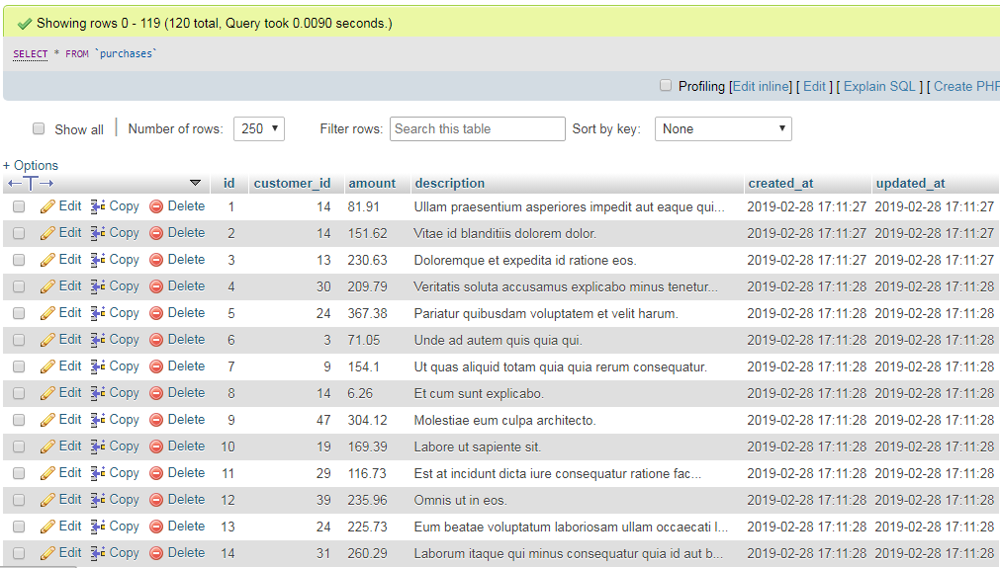 Showing rows 0 - 119 (120 total, Query took 0.0090 seconds.)
SELECT * FROM `purchases`
Profiling [Edit inline] [ Edit ] [ Explain SQL ] [ Create PHP
Show all Number of rows: 250 Filter rows: Search this table Sort by key: None
+ Options
id customer_id amount description created_at updated_at
Edit Copy Delete 1 14 81.91 Ullam praesentium asperiores impedit aut eaque qui... 2019-02-28 17:11:27 2019-02-28 17:11:27
Edit Copy Delete 2 14 151.62 Vitae id blanditiis dolorem dolor. 2019-02-28 17:11:27 2019-02-28 17:11:27
Edit Copy Delete 3 13 230.63 Doloremque et expedita id ratione eos. 2019-02-28 17:11:27 2019-02-28 17:11:27
Edit Copy Delete 4 30 209.79 Veritatis soluta accusamus explicabo minus tenetur... 2019-02-28 17:11:28 2019-02-28 17:11:28
Edit Copy Delete 5 24 367.38 Pariatur quibusdam voluptatem et velit harum. 2019-02-28 17:11:28 2019-02-28 17:11:28
Edit Copy Delete 6 3 71.05 Unde ad autem quis quia qui. 2019-02-28 17:11:28 2019-02-28 17:11:28
Edit Copy Delete 7 9 154.1 Ut quas aliquid totam quia quia rerum consequatur. 2019-02-28 17:11:28 2019-02-28 17:11:28
Edit Copy Delete 8 14 6.26 Et cum sunt explicabo. 2019-02-28 17:11:28 2019-02-28 17:11:28
Edit Copy Delete 9 47 304.12 Molestiae eum culpa architecto. 2019-02-28 17:11:28 2019-02-28 17:11:28
Edit Copy Delete 10 19 169.39 Labore ut sapiente sit. 2019-02-28 17:11:28 2019-02-28 17:11:28
Edit Copy Delete 11 29 116.73 Est at incidunt dicta iure consequatur ratione fac... 2019-02-28 17:11:28 2019-02-28 17:11:28
Edit Copy Delete 12 39 235.96 Omnis ut in eos. 2019-02-28 17:11:28 2019-02-28 17:11:28
Edit Copy Delete 13 24 225.73 Eum beatae voluptatum laboriosam ullam occaecati l... 2019-02-28 17:11:28 2019-02-28 17:11:28
Edit Copy Delete 14 31 260.29 Laborum itaque qui minus consequatur quia id aut b... 2019-02-28 17:11:28 2019-02-28 17:11:28